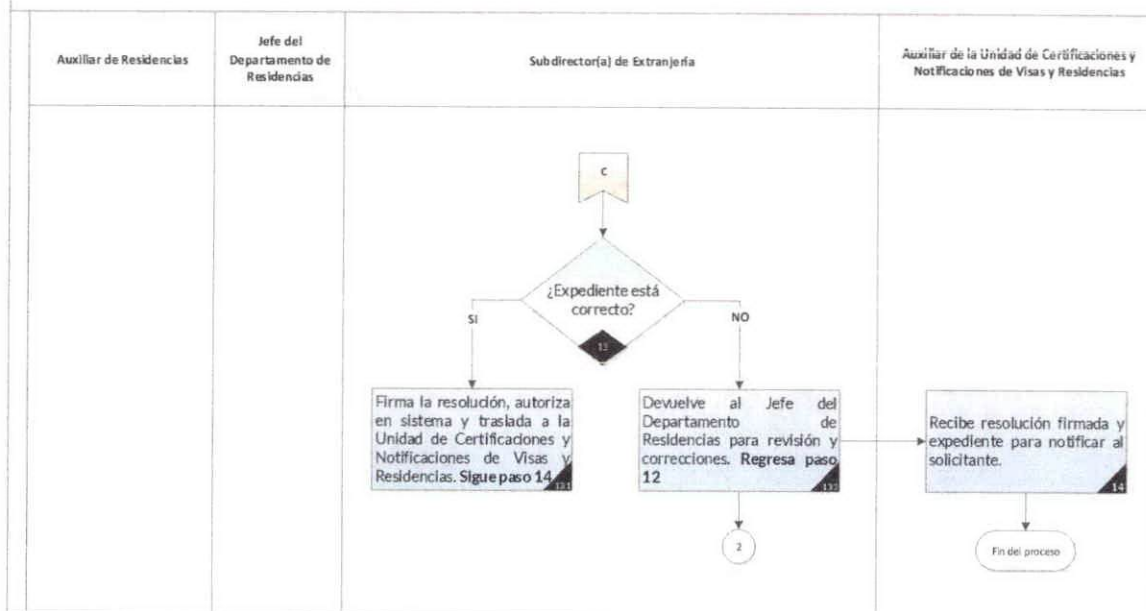 Auxiliar de Residencias
Jefe del
Departamento de
Residencias
Subdirector(a) de Extranjería
Auxiliar de la Unidad de Certificaciones y
Notificaciones de Visas y Residencias
C
¿Expediente está
correcto?
13
SI
NO
Firma la resolución, autoriza
en sistema y traslada a la
Unidad de Certificaciones y
Notificaciones de Visas y
Residencias. Sigue paso 14
13.1
Devuelve al Jefe del
Departamento de
Residencias para revisión y
correcciones. Regresa paso
12
Recibe resolución firmada y
expediente para notificar al
solicitante.
14
2
Fin del proceso